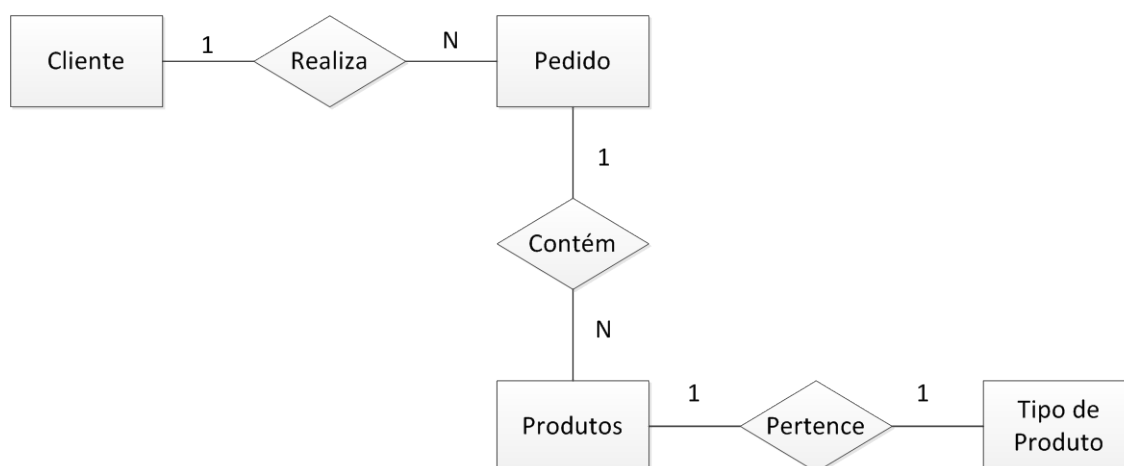 Cliente
1
Realiza
N
Pedido
1
Contém
N
Produtos
1
Pertence
1
Tipo de
Produto